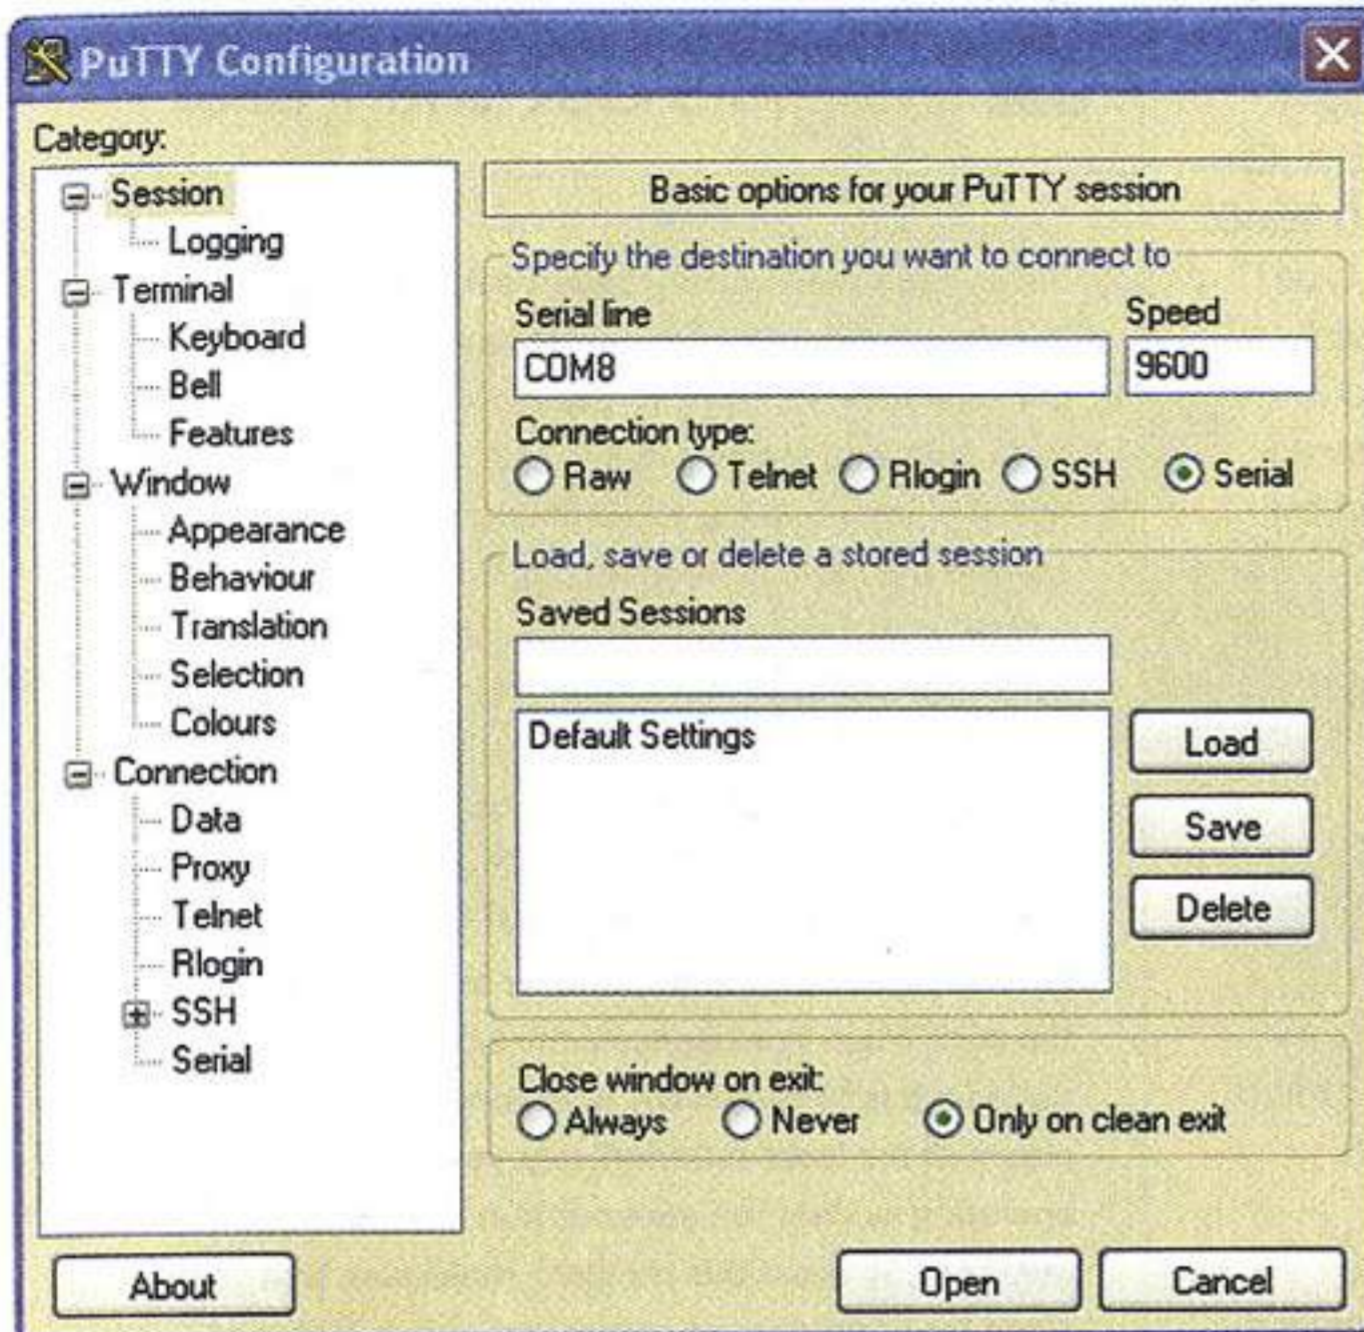 PuTTY Configuration
Category:
Session
Logging
Terminal
Keyboard
Bell
Features
Window
Appearance
Behaviour
Translation
Selection
Colours
Connection
Data
Proxy
Telnet
Rlogin
SSH
Serial
Basic options for your PuTTY session
Specify the destination you want to connect to
Serial line Speed
COM8 9600
Connection type:
Raw Telnet Rlogin SSH Serial
Load, save or delete a stored session
Saved Sessions
Default Settings
Load
Save
Delete
Close window on exit:
Always Never Only on clean exit
About Open Cancel